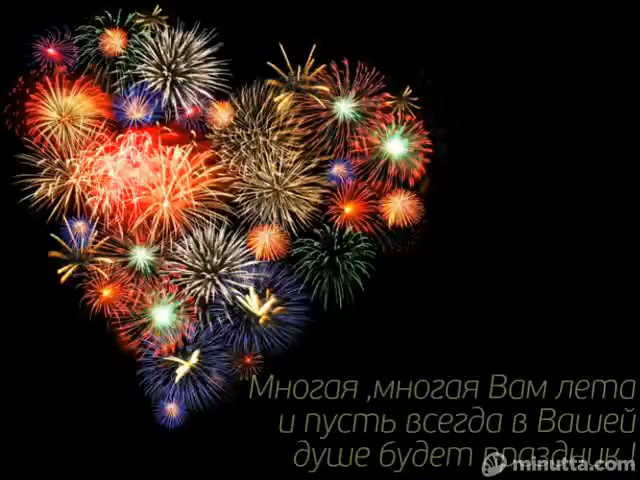 Многая ,многая Вам лета
и пусть всегда в Вашей
душе будет праздник !
minutta.com